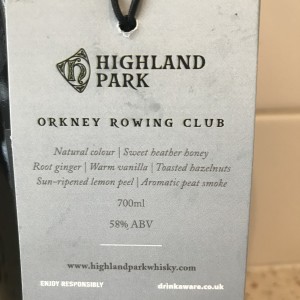 HIGHLAND
PARK
ORKNEY ROWING CLUB
Natural colour | Sweet heather honey
Root ginger | Warm vanilla | Toasted hazelnuts
Sun-ripened lemon peel | Aromatic peat smoke
700ml
58% ABV
www.highlandparkwhisky.com
ENJOY RESPONSIBLY drinkaware.co.uk